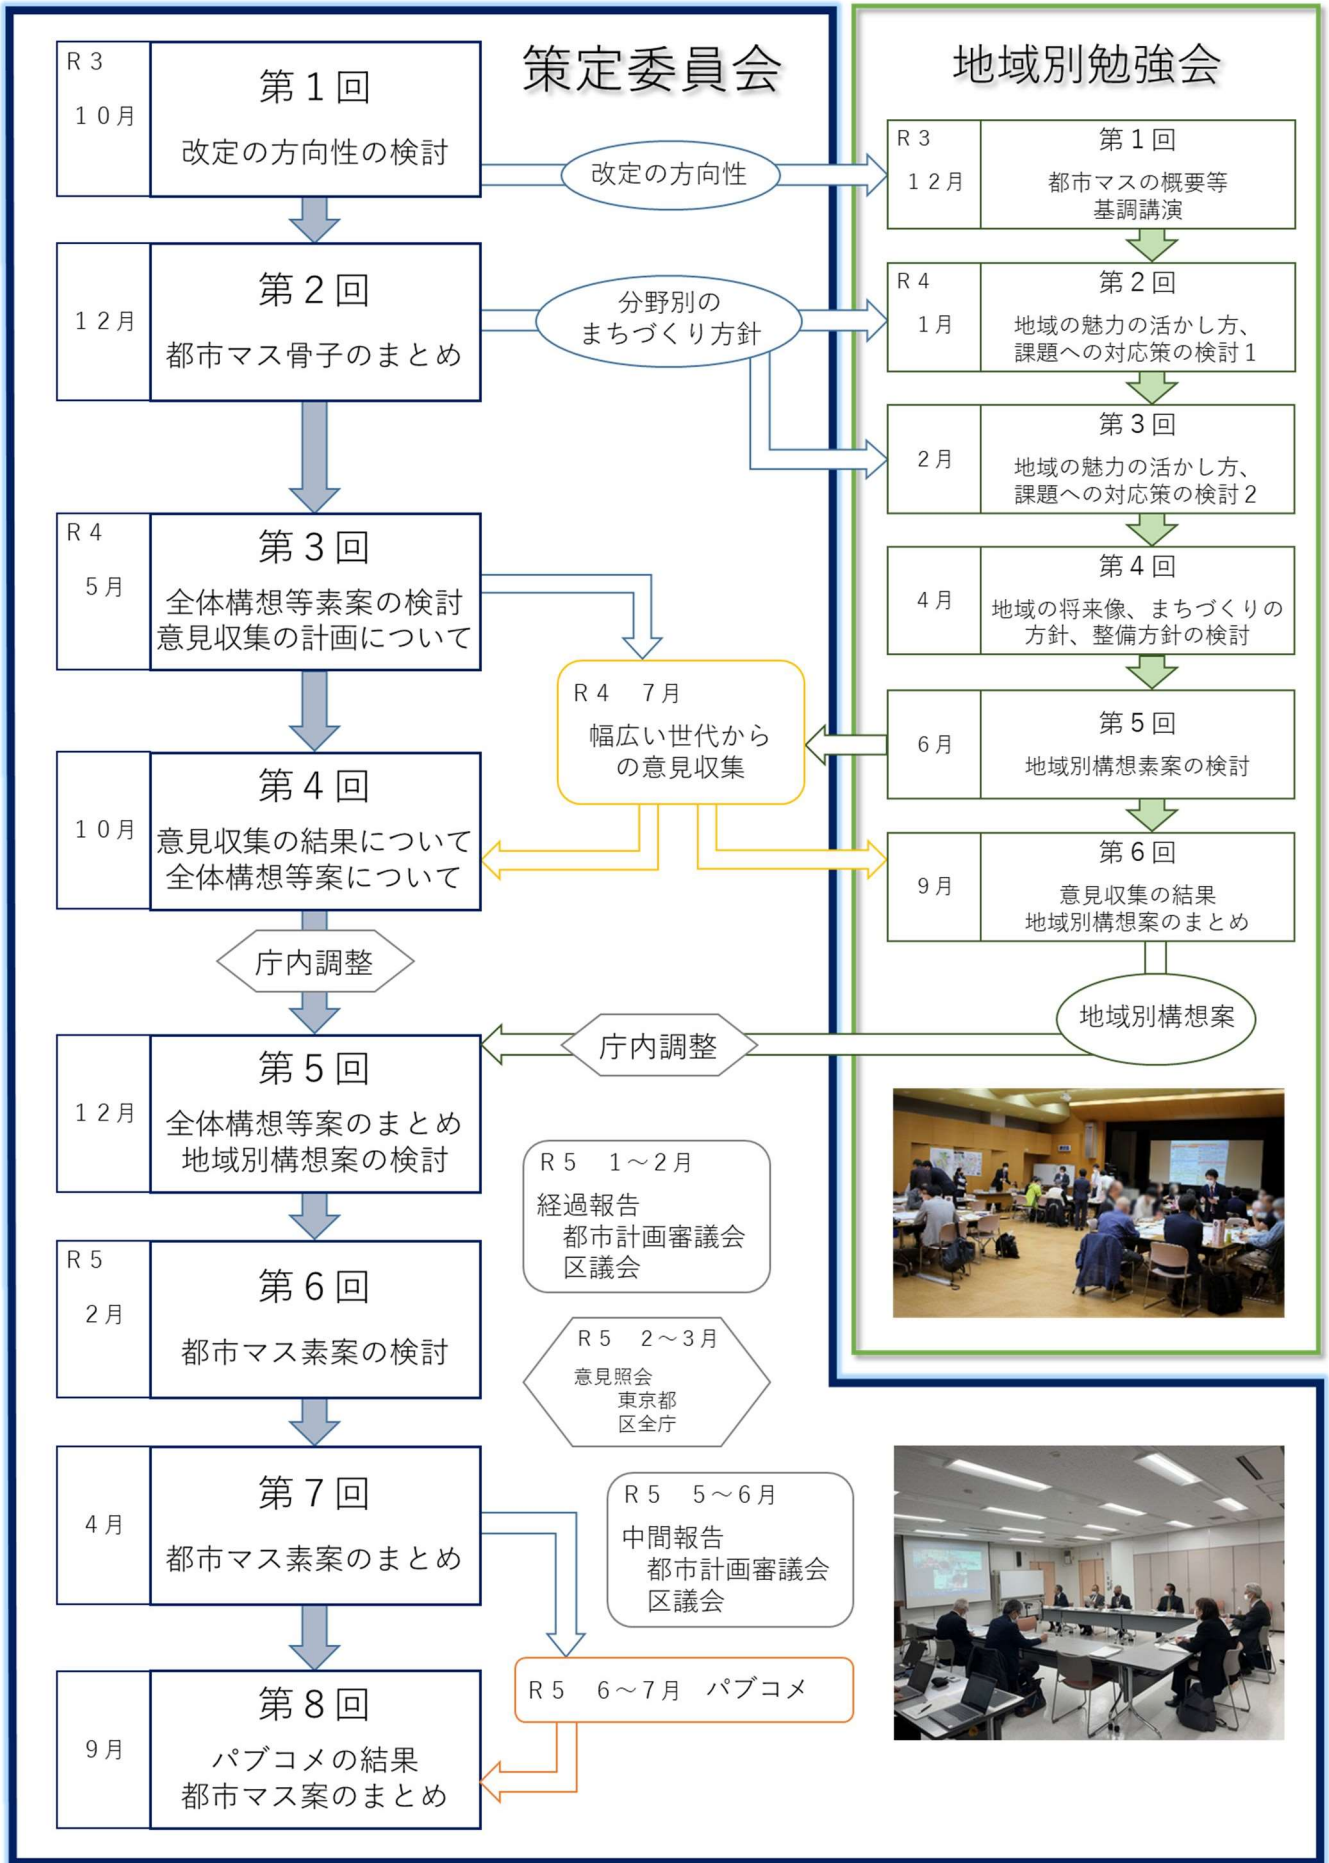 策定委員会
R3
10月
第1回
改定の方向性の検討
改定の方向性
12月
第2回
都市マス骨子のまとめ
分野別の
まちづくり方針
R4
5月
第3回
全体構想等素案の検討
意見収集の計画について
R4 7月
幅広い世代から
の意見収集
10月
第4回
意見収集の結果について
全体構想等案について
庁内調整
庁内調整
12月
第5回
全体構想等案のまとめ
地域別構想案の検討
R5 1～2月
経過報告
都市計画審議会
区議会
R5
2月
第6回
都市マス素案の検討
R5 2～3月
意見照会
東京都
区全庁
4月
第7回
都市マス素案のまとめ
R5 5～6月
中間報告
都市計画審議会
区議会
R5 6～7月 パブコメ
9月
第8回
パブコメの結果
都市マス案のまとめ
地域別勉強会
R3
12月
第1回
都市マスの概要等
基調講演
R4
1月
第2回
地域の魅力の活かし方、
課題への対応策の検討1
2月
第3回
地域の魅力の活かし方、
課題への対応策の検討2
4月
第4回
地域の将来像、まちづくりの
方針、整備方針の検討
6月
第5回
地域別構想素案の検討
9月
第6回
意見収集の結果
地域別構想案のまとめ
地域別構想案